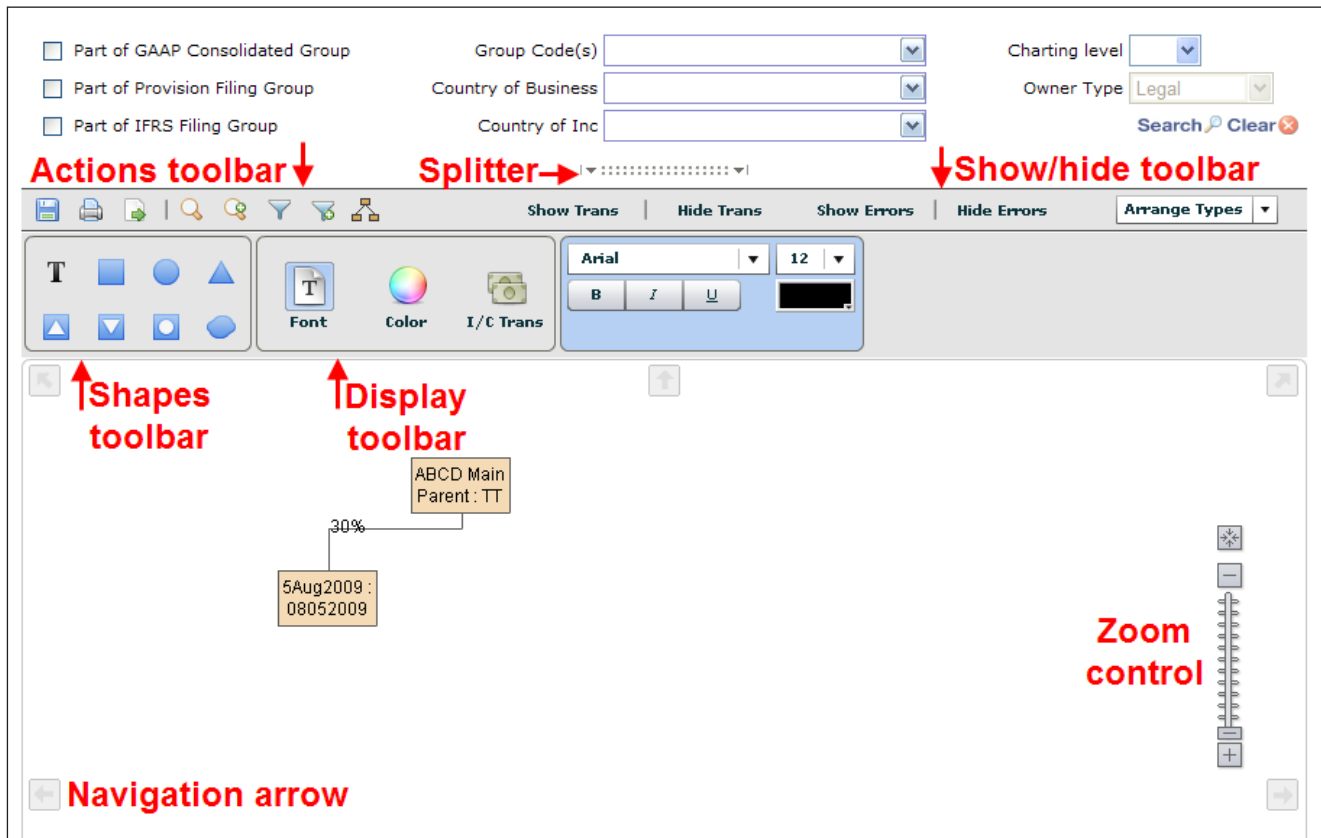 Part of GAAP Consolidated Group Group Code(s) Charting level
Part of Provision Filing Group Country of Business Owner Type Legal
Part of IFRS Filing Group Country of Inc Search Clear
Actions toolbar Splitter Show/hide toolbar
Show Trans Hide Trans Show Errors Hide Errors Arrange Types
T Arial 12
T B I U
Font Color I/C Trans
Shapes
toolbar
Display
toolbar
ABCD Main
Parent : TT
30%
5Aug2009 :
08052009
Zoom
control
Navigation arrow